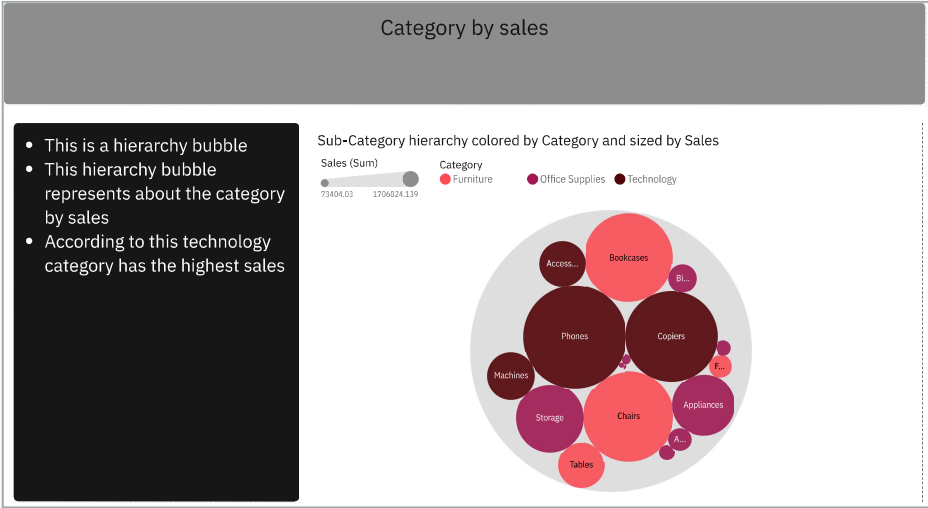 Category by sales
• This is a hierarchy bubble
• This hierarchy bubble
represents about the category
by sales
• According to this technology
category has the highest sales
Sub-Category hierarchy colored by Category and sized by Sales
Sales (Sum)
73404.03 1706824.139
Category
Furniture Office Supplies Technology
Bookcases
Access...
Bi...
Phones
Copiers
F...
Machines
Appliances
Storage
Chairs
A...
Tables